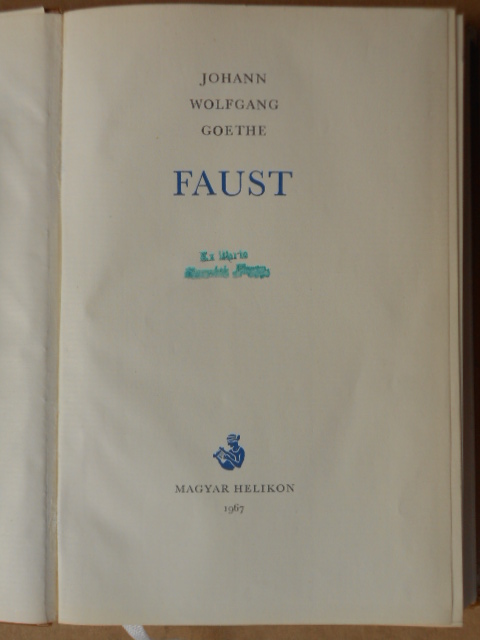 JOHANN
WOLFGANG
GOETHE
FAUST
MAGYAR HELIKON
1967